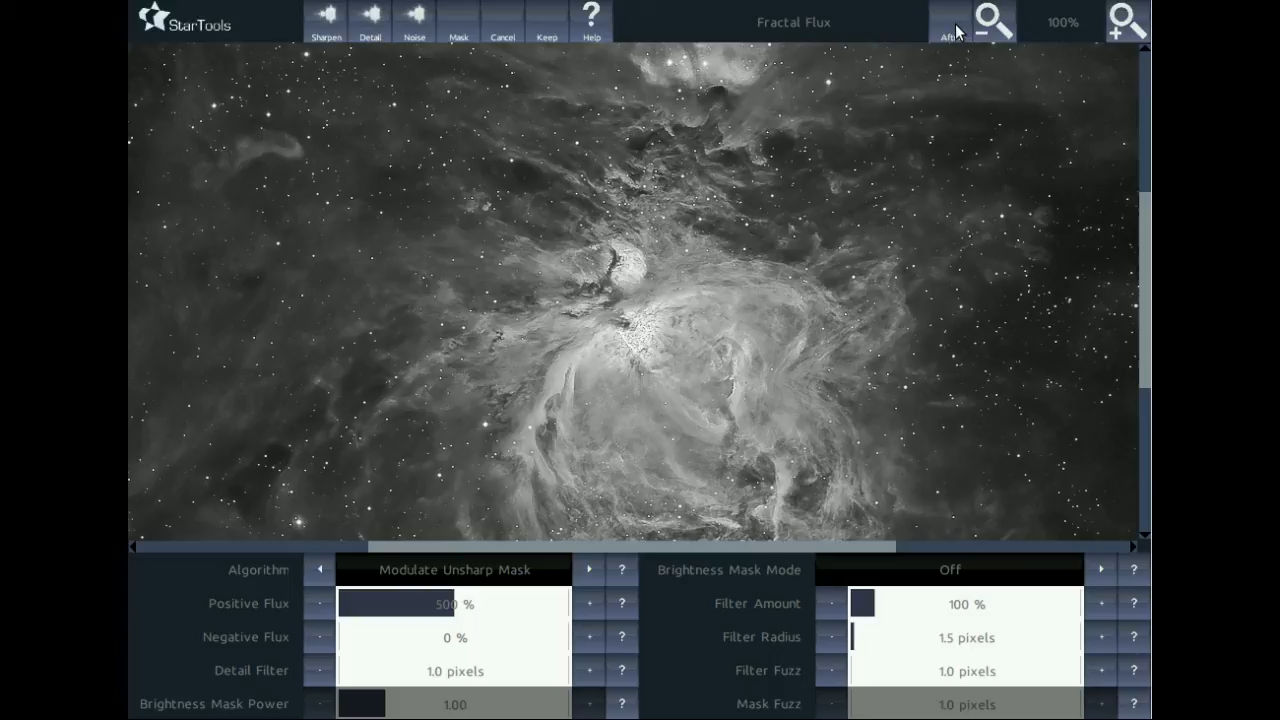 StarTools
Sharpen Detail Noise Mask Cancel Keep ? Help
Fractal Flux
100%
Algorithm Modulate Unsharp Mask ? Brightness Mask Mode Off ?
Positive Flux - 500 % + ? Filter Amount - 100 % + ?
Negative Flux - 0 % + ? Filter Radius - 1.5 pixels + ?
Detail Filter - 1.0 pixels + ? Filter Fuzz - 1.0 pixels + ?
Brightness Mask Power - 1.00 + ? Mask Fuzz - 1.0 pixels + ?